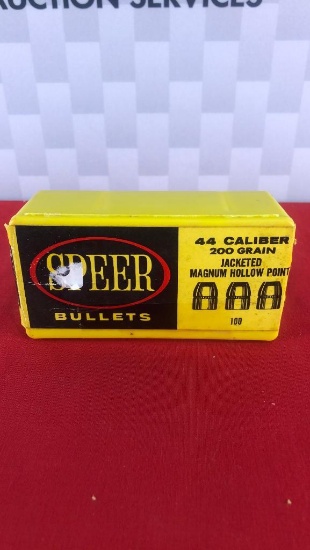 AUCTION SERVICES
SPEER
BULLETS
44 CALIBER
200 GRAIN
JACKETED
MAGNUM HOLLOW POINT
100